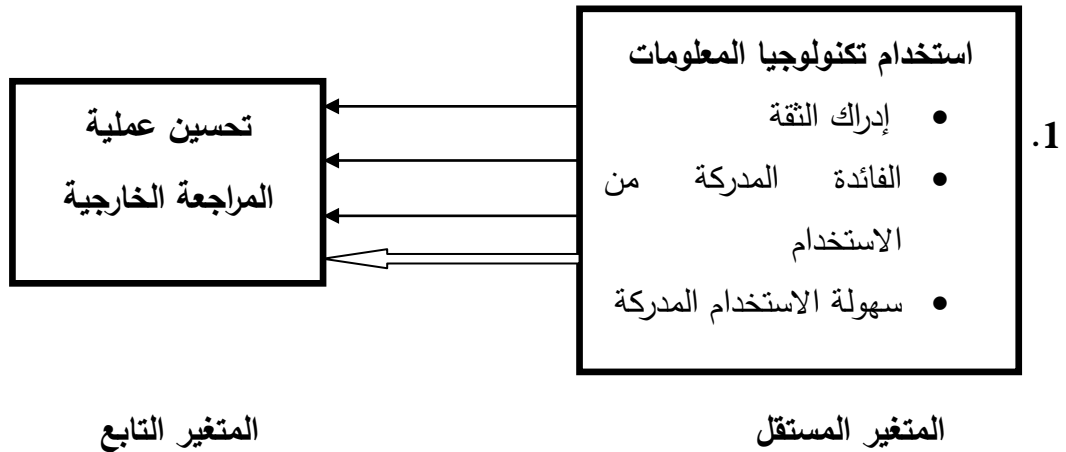 .1
استخدام تكنولوجيا المعلومات
• إدراك الثقة
• الفائدة المدركة من
الاستخدام
• سهولة الاستخدام المدركة
تحسين عملية
المراجعة الخارجية
المتغير المستقل
المتغير التابع